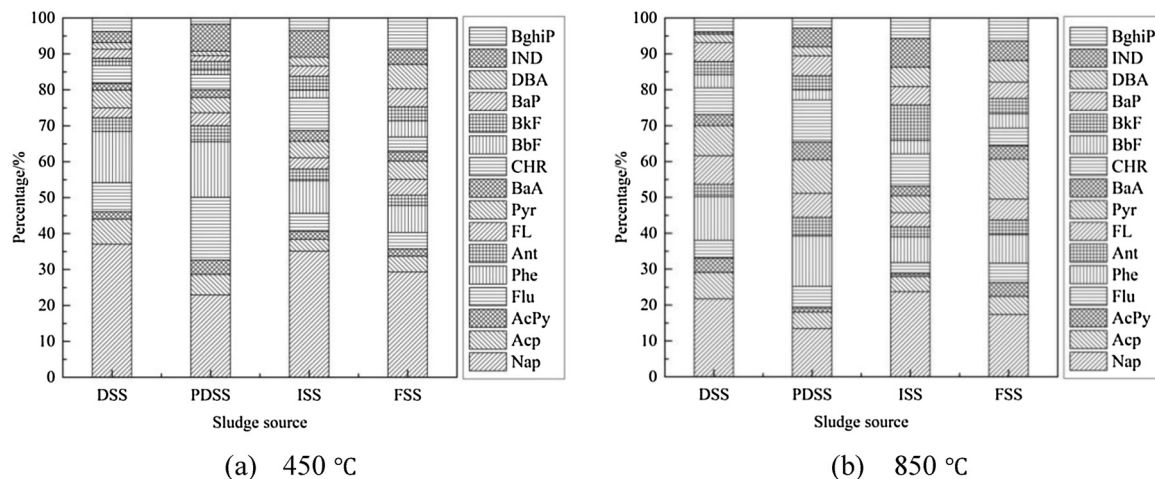 100
90
80
70
60
50
40
30
20
10
0
Percentage/%
DSS PDSS ISS FSS
Sludge source
BghiP
IND
DBA
BaP
BkF
BbF
CHR
BaA
Pyr
FL
Ant
Phe
Flu
AcPy
Acp
Nap
(a) 450 ℃
100
90
80
70
60
50
40
30
20
10
0
Percentage/%
DSS PDSS ISS FSS
Sludge source
BghiP
IND
DBA
BaP
BkF
BbF
CHR
BaA
Pyr
FL
Ant
Phe
Flu
AcPy
Acp
Nap
(b) 850 ℃